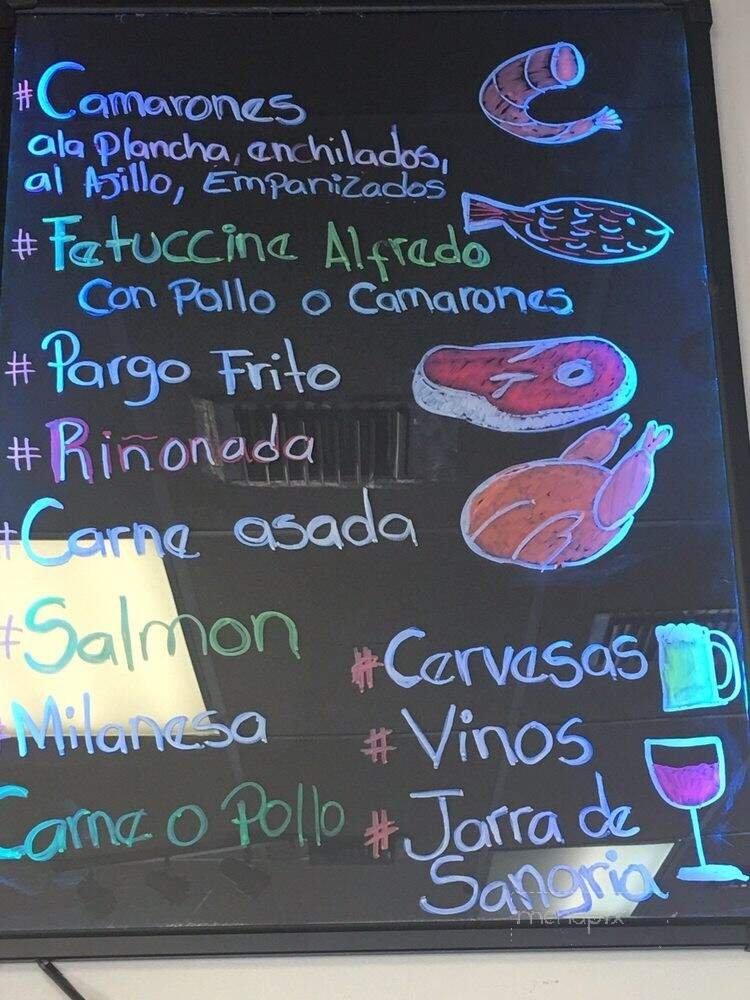 # Camarones
ala Plancha, enchilados,
al Ajillo, Empanizados
# Fetuccine Alfredo
Con Pollo o Camarones
# Pargo Frito
# Riñonada
# Carne asada
# Salmon
# Milanesa
Carne o Pollo
# Cervesas
# Vinos
# Jarra de
Sangria
menupix